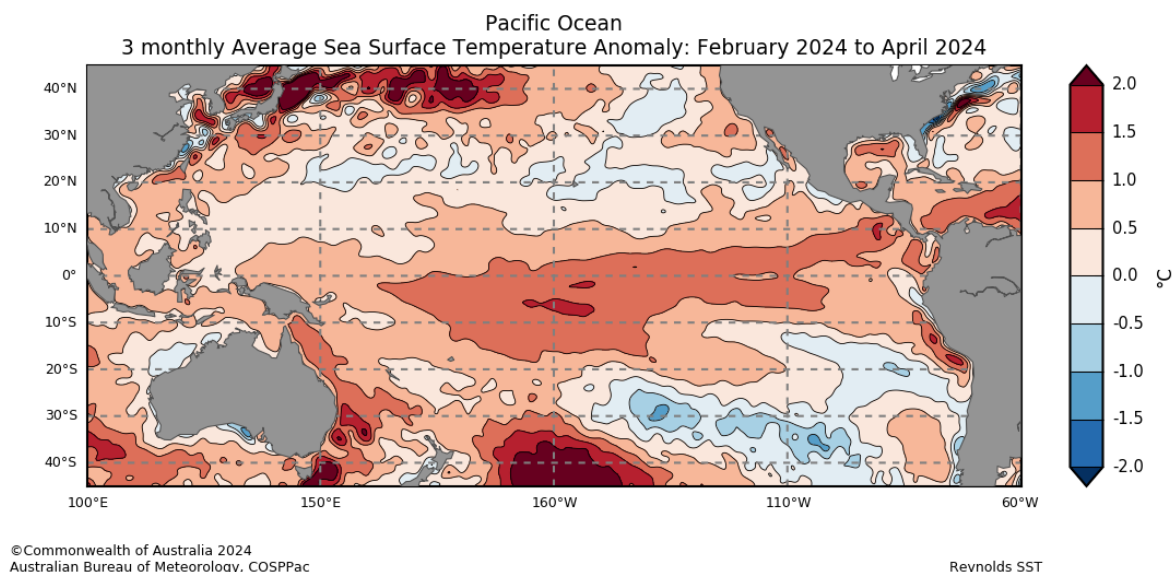 Pacific Ocean
3 monthly Average Sea Surface Temperature Anomaly: February 2024 to April 2024
40°N
30°N
20°N
10°N
0°
10°S
20°S
30°S
40°S
100°E
150°E
160°W
110°W
60°W
2.0
1.5
1.0
0.5
0.0
-0.5
-1.0
-1.5
-2.0
°C
©Commonwealth of Australia 2024
Australian Bureau of Meteorology, COSPPac
Reynolds SST